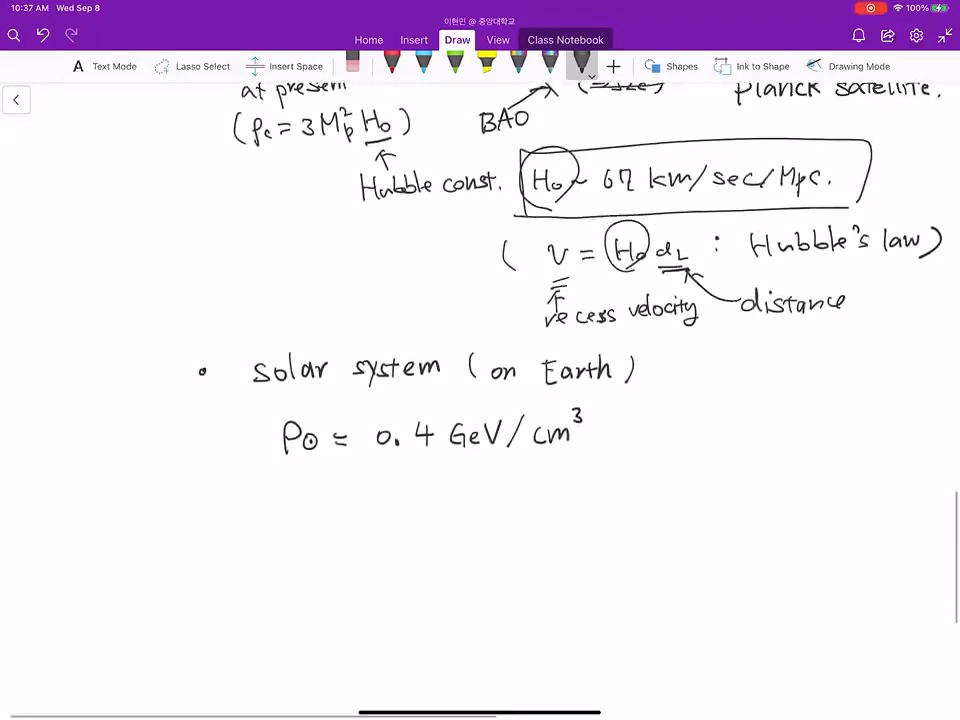 10:37 AM Wed Sep 8
100%
이현민 @ 중앙대학교
Home Insert Draw View Class Notebook
Text Mode Lasso Select Insert Space Shapes Ink to Shape Drawing Mode
at present
(ρc = 3 Mp² H₀)
Hubble const.
BAO
Planck satellite.
H₀ ~ 67 km/sec/Mpc.
( v = H₀ dL : Hubble's law)
recess velocity
distance
• solar system (on Earth)
ρ⊙ ≃ 0.4 GeV/cm³